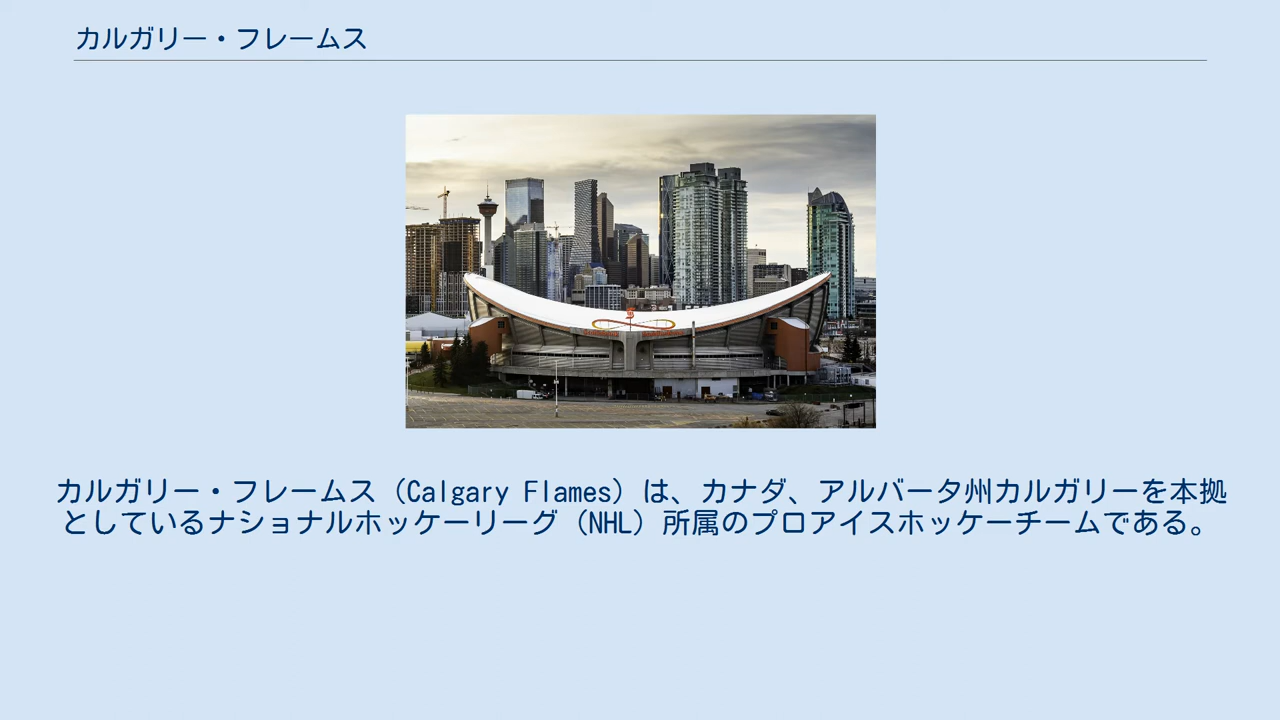 カルガリー・フレームス
カルガリー・フレームス（Calgary Flames）は、カナダ、アルバータ州カルガリーを本拠
としているナショナルホッケーリーグ（NHL）所属のプロアイスホッケーチームである。